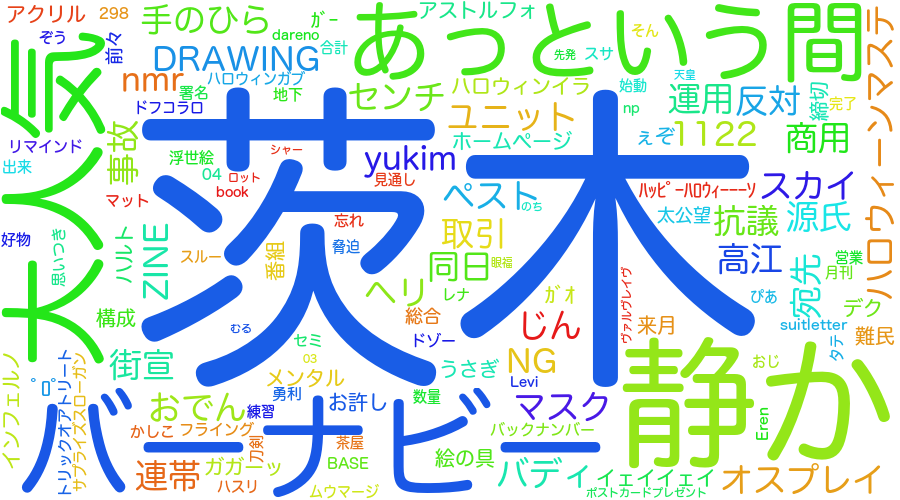 アクリル
298
ぞう
前々
手のひら
ｶﾞｰ
dareno
合計
アストルフォ
あっという間
先発
スサ
そん
天皇
DRAWING
nmr
ハロウィンガブ
署名
地下
ドフコラロ
センチ
ハロウィンイラ
ユニット
ホームページ
始動
np
運用
反対
締切
完了
ハロウィーンマステ
大人気
リマインド
出来
事故
浮世絵
04
シャー
ロット
book
マット
茨木
yukim
見通し
ペスト
のち
えぞ
1122
商用
ﾊｯﾋﾟｰﾊﾛｳｨｰｰｰソ
スカイ
太公望
抗議
源氏
好物
思いつき
ハルト
ZINE
スルー
番組
忘れ
脅迫
取引
同日
眼福
高江
営業
月刊
宛先
デク
ヘリ
レナ
ｶﾞｵ
ヴァルヴレイヴ
ぴあ
suitletter
難民
タテ
構成
むる
総合
ドゾー
じん
来月
静か
おじ
Eren
インフェルノ
ﾟﾛﾟ
トリックオアトリート
サプライズスローガン
街宣
セミ
03
メンタル
うさぎ
NG
Levi
バーナビー
おでん
練習
勇利
お許し
数量
マスク
かしこ
フライング
刀剣
茶屋
バックナンバー
連帯
ガガーッ
ハスリ
BASE
ムウマージ
絵の具
バディ
イェイイェイ
ポストカードプレゼント
オスプレイ